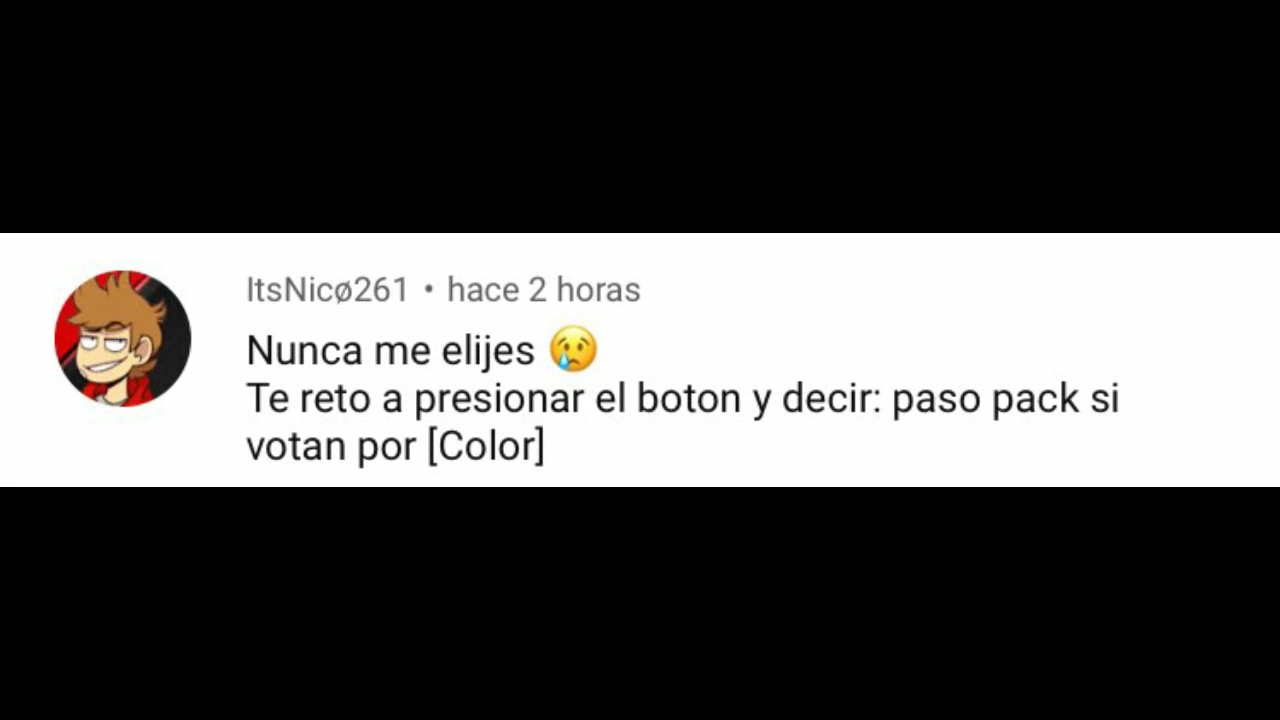 ItsNicø261 • hace 2 horas
Nunca me elijes 😢
Te reto a presionar el boton y decir: paso pack si
votan por [Color]